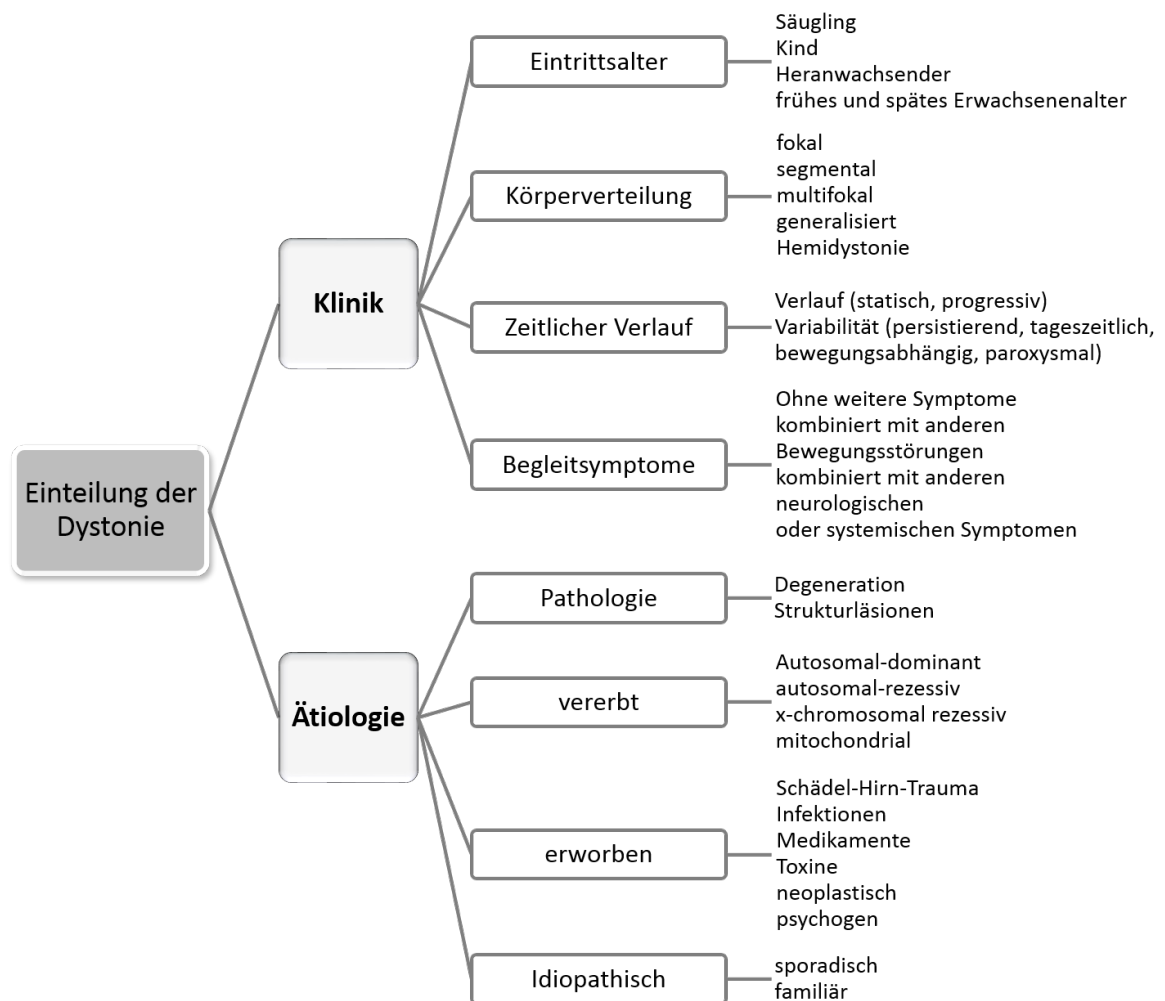 Einteilung der
Dystonie
Klinik
Eintrittsalter
Säugling
Kind
Heranwachsender
frühes und spätes Erwachsenenalter
Körperverteilung
fokal
segmental
multifokal
generalisiert
Hemidystonie
Zeitlicher Verlauf
Verlauf (statisch, progressiv)
Variabilität (persistierend, tageszeitlich,
bewegungsabhängig, paroxysmal)
Begleitsymptome
Ohne weitere Symptome
kombiniert mit anderen
Bewegungsstörungen
kombiniert mit anderen
neurologischen
oder systemischen Symptomen
Ätiologie
Pathologie
Degeneration
Strukturläsionen
vererbt
Autosomal-dominant
autosomal-rezessiv
x-chromosomal rezessiv
mitochondrial
erworben
Schädel-Hirn-Trauma
Infektionen
Medikamente
Toxine
neoplastisch
psychogen
Idiopathisch
sporadisch
familiär